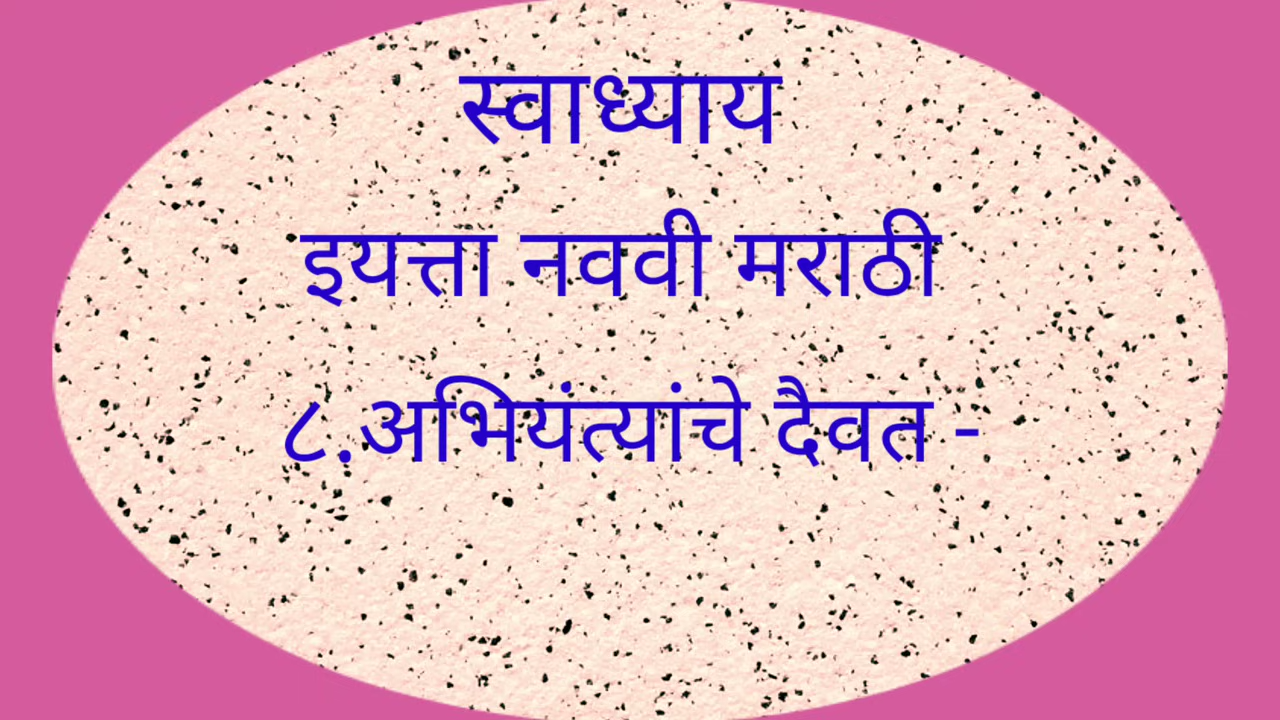 स्वाध्याय
इयत्ता नववी मराठी
८.अभियंत्यांचे दैवत -